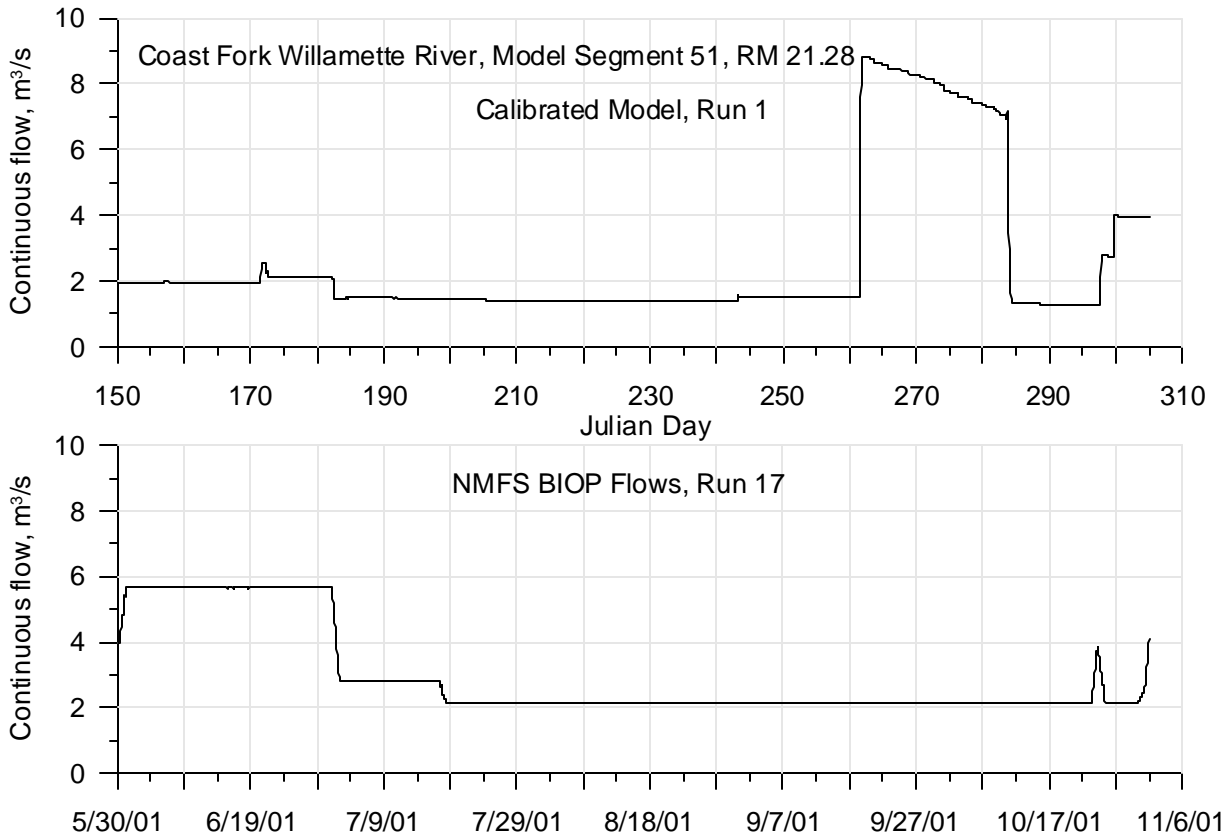 10
8
6
4
2
0
Continuous flow, m³/s
Coast Fork Willamette River, Model Segment 51, RM 21.28
Calibrated Model, Run 1
150 170 190 210 230 250 270 290 310
Julian Day
10
8
6
4
2
0
Continuous flow, m³/s
NMFS BIOP Flows, Run 17
5/30/01 6/19/01 7/9/01 7/29/01 8/18/01 9/7/01 9/27/01 10/17/01 11/6/01